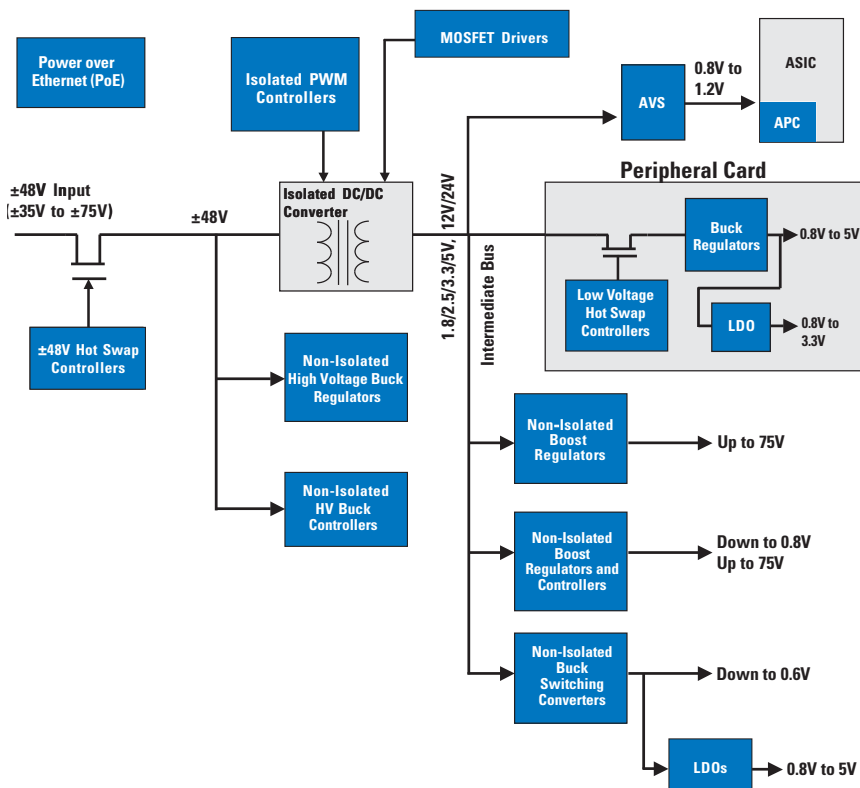 Power over
Ethernet (PoE)
Isolated PWM
Controllers
MOSFET Drivers
AVS
0.8V to
1.2V
ASIC
APC
±48V Input
(±35V to ±75V)
±48V
Isolated DC/DC
Converter
1.8/2.5/3.3/5V, 12V/24V
Intermediate Bus
Peripheral Card
Buck
Regulators
0.8V to 5V
Low Voltage
Hot Swap
Controllers
LDO
0.8V to
3.3V
±48V Hot Swap
Controllers
Non-Isolated
High Voltage Buck
Regulators
Non-Isolated
HV Buck
Controllers
Non-Isolated
Boost
Regulators
Up to 75V
Non-Isolated
Boost
Regulators and
Controllers
Down to 0.8V
Up to 75V
Non-Isolated
Buck
Switching
Converters
Down to 0.6V
LDOs
0.8V to 5V